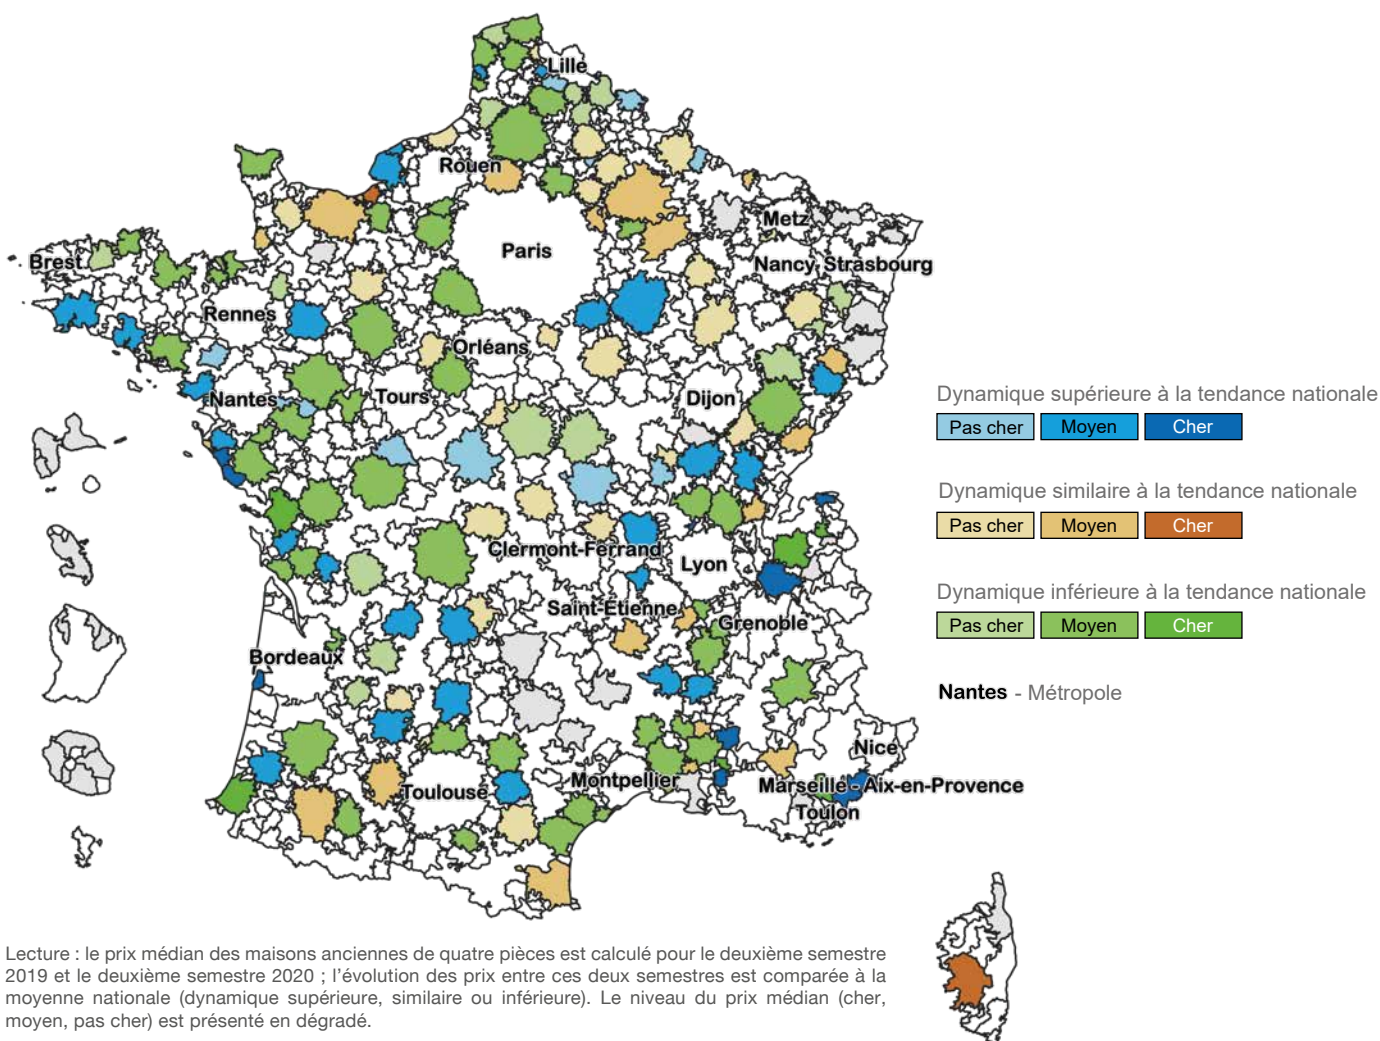 Lille
Rouen
Metz
Paris
Brest
Nancy
Strasbourg
Rennes
Orléans
Nantes
Tours
Dijon
Clermont-Ferrand
Lyon
Saint-Etienne
Grenoble
Bordeaux
Nice
Montpellier
Marseille - Aix-en-Provence
Toulouse
Toulon
Dynamique supérieure à la tendance nationale
Pas cher Moyen Cher
Dynamique similaire à la tendance nationale
Pas cher Moyen Cher
Dynamique inférieure à la tendance nationale
Pas cher Moyen Cher
Nantes - Métropole
Lecture : le prix médian des maisons anciennes de quatre pièces est calculé pour le deuxième semestre
2019 et le deuxième semestre 2020 ; l'évolution des prix entre ces deux semestres est comparée à la
moyenne nationale (dynamique supérieure, similaire ou inférieure). Le niveau du prix médian (cher,
moyen, pas cher) est présenté en dégradé.